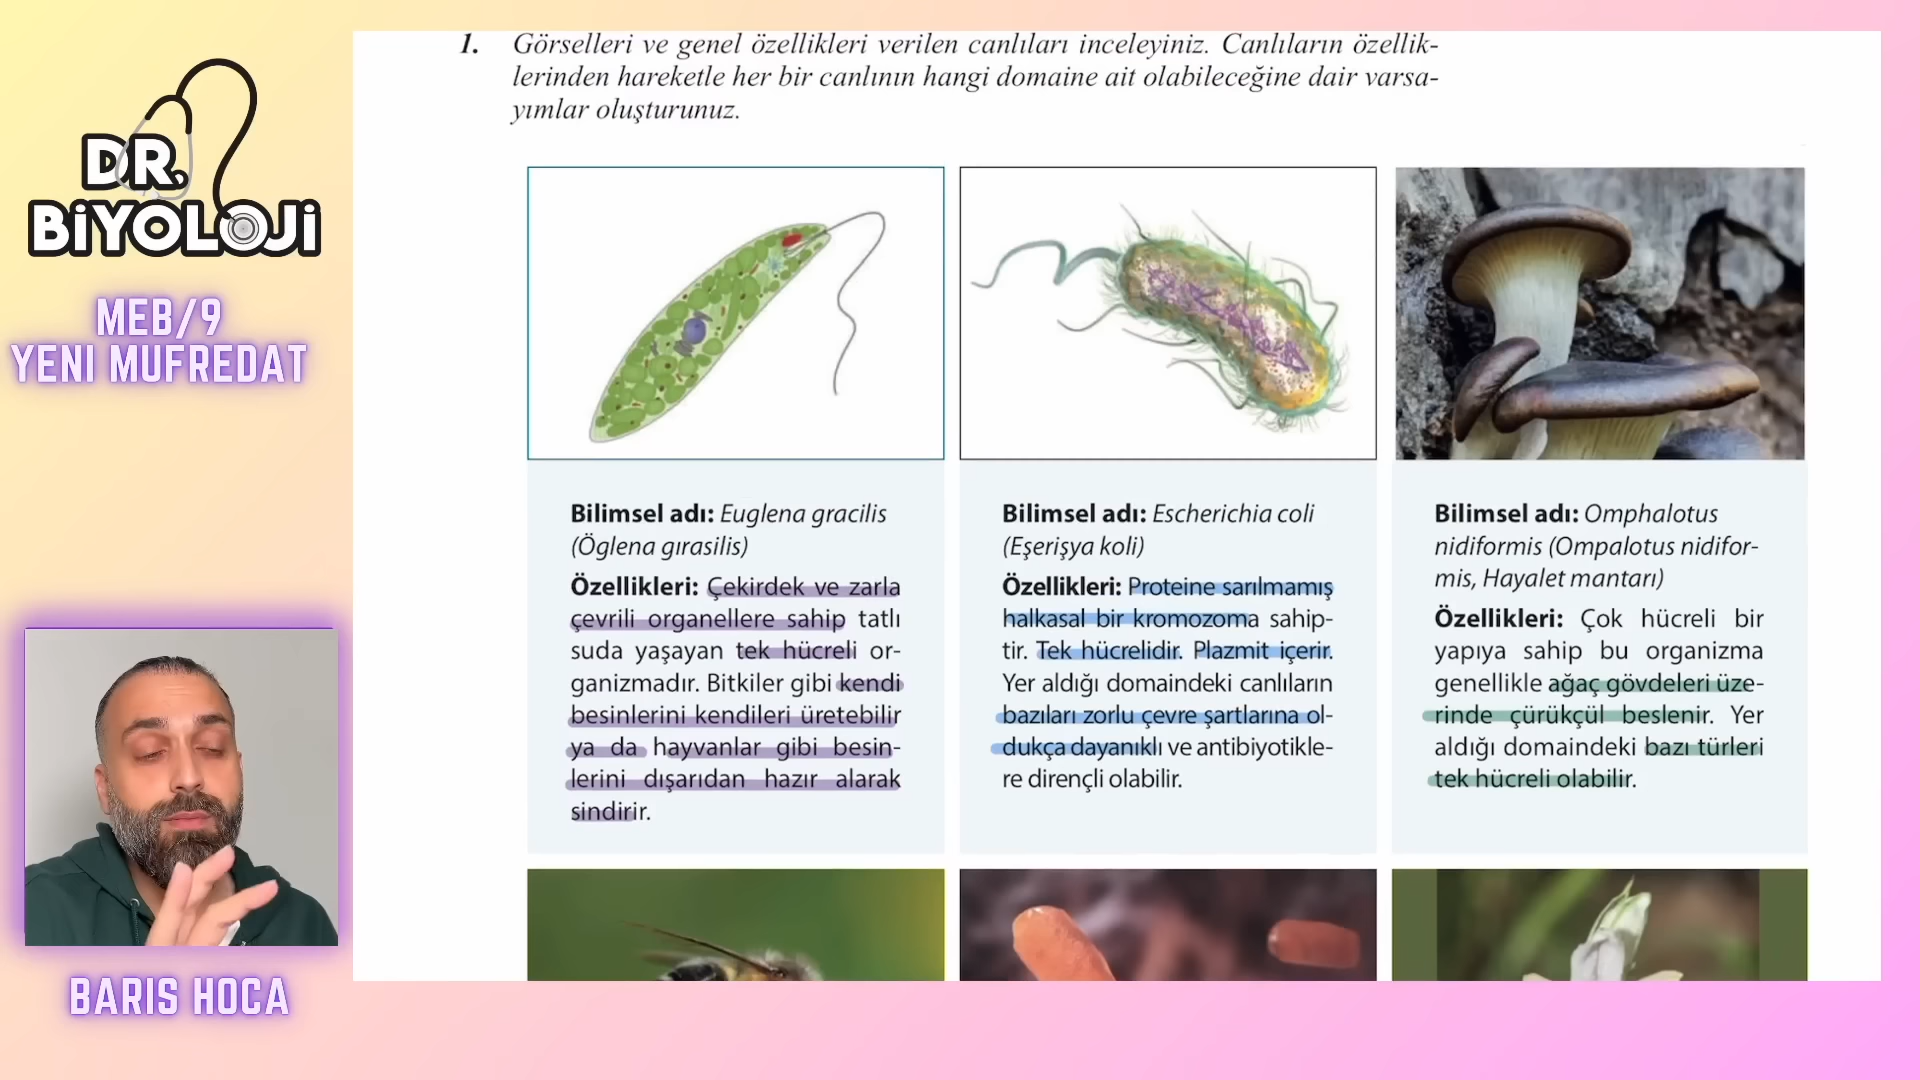 DR.
BİYOLOJİ
MEB/9
YENI MUFREDAT
BARIS HOCA
1. Görselleri ve genel özellikleri verilen canlıları inceleyiniz. Canlıların özellik-
lerinden hareketle her bir canlının hangi domaine ait olabileceğine dair varsa-
yımlar oluşturunuz.
Bilimsel adı: Euglena gracilis
(Öglena gırasilis)
Özellikleri: Çekirdek ve zarla
çevrili organellere sahip tatlı
suda yaşayan tek hücreli or-
ganizmadır. Bitkiler gibi kendi
besinlerini kendileri üretebilir
ya da hayvanlar gibi besin-
lerini dışarıdan hazır alarak
sindirir.
Bilimsel adı: Escherichia coli
(Eşerişya koli)
Özellikleri: Proteine sarılmamış
halkasal bir kromozoma sahip-
tir. Tek hücrelidir. Plazmit içerir.
Yer aldığı domaindeki canlıların
bazıları zorlu çevre şartlarına ol-
dukça dayanıklı ve antibiyotikle-
re dirençli olabilir.
Bilimsel adı: Omphalotus
nidiformis (Ompalotus nidifor-
mis, Hayalet mantarı)
Özellikleri: Çok hücreli bir
yapıya sahip bu organizma
genellikle ağaç gövdeleri üze-
rinde çürükçül beslenir. Yer
aldığı domaindeki bazı türleri
tek hücreli olabilir.